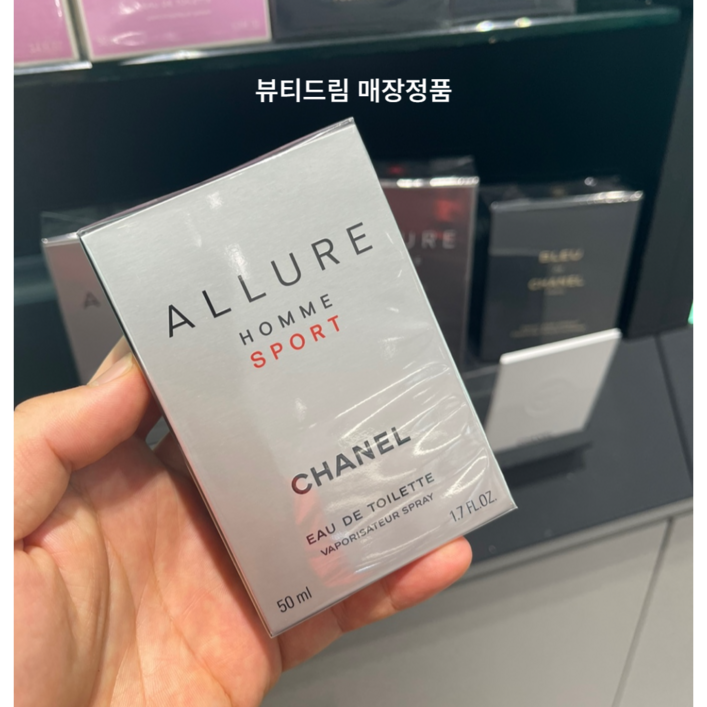 뷰티드림 매장정품
ALLURE
HOMME
SPORT
CHANEL
EAU DE TOILETTE
VAPORISATEUR SPRAY
1.7 FL.OZ.
50 ml
URE
BLEU
DE
CHANEL
A